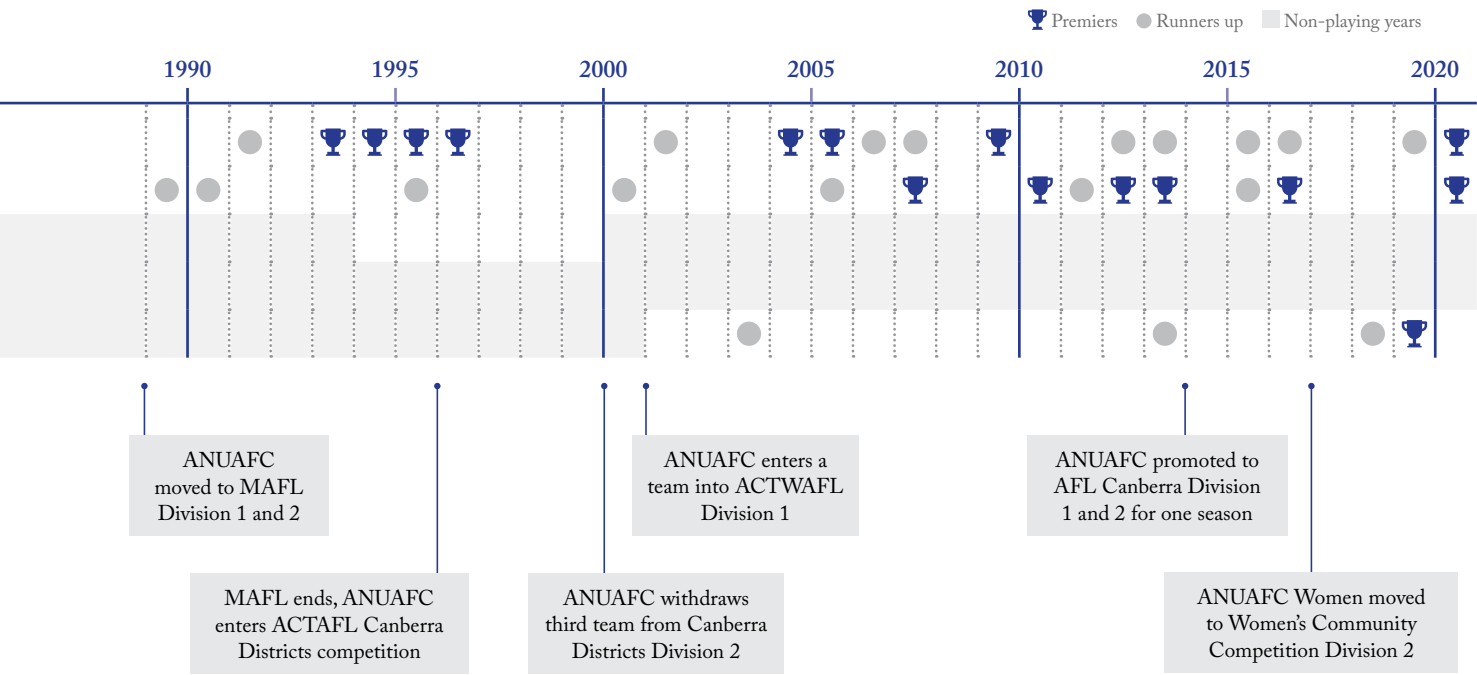 Premiers Runners up Non-playing years
1990 1995 2000 2005 2010 2015 2020
ANUAFC
moved to MAFL
Division 1 and 2
MAFL ends, ANUAFC
enters ACTAFL Canberra
Districts competition
ANUAFC withdraws
third team from Canberra
Districts Division 2
ANUAFC enters a
team into ACTWAFL
Division 1
ANUAFC promoted to
AFL Canberra Division
1 and 2 for one season
ANUAFC Women moved
to Women’s Community
Competition Division 2